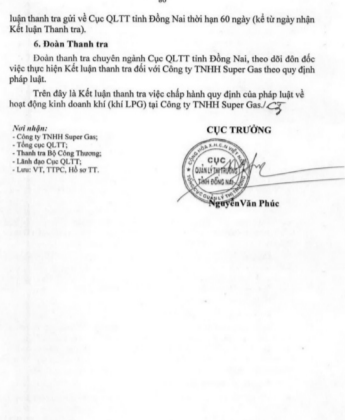 luận thanh tra gửi về Cục QLTT tỉnh Đồng Nai thời hạn 60 ngày (kể từ ngày nhận
Kết luận Thanh tra).
6. Đoàn Thanh tra
Đoàn thanh tra chuyên ngành Cục QLTT tỉnh Đồng Nai, theo dõi đôn đốc
việc thực hiện Kết luận thanh tra đối với Công ty TNHH Super Gas theo quy định
pháp luật.
Trên đây là Kết luận thanh tra việc chấp hành quy định của pháp luật về
hoạt động kinh doanh khí (khí LPG) tại Công ty TNHH Super Gas./.
Nơi nhận:
- Công ty TNHH Super Gas;
- Tổng cục QLTT;
- Thanh tra Bộ Công Thương;
- Lãnh đạo Cục QLTT;
- Lưu: VT, TTPC, Hồ sơ TT.
CỤC TRƯỞNG
CỤC
QUẢN LÝ THỊ TRƯỜNG
TỈNH ĐỒNG NAI
Nguyễn Văn Phúc